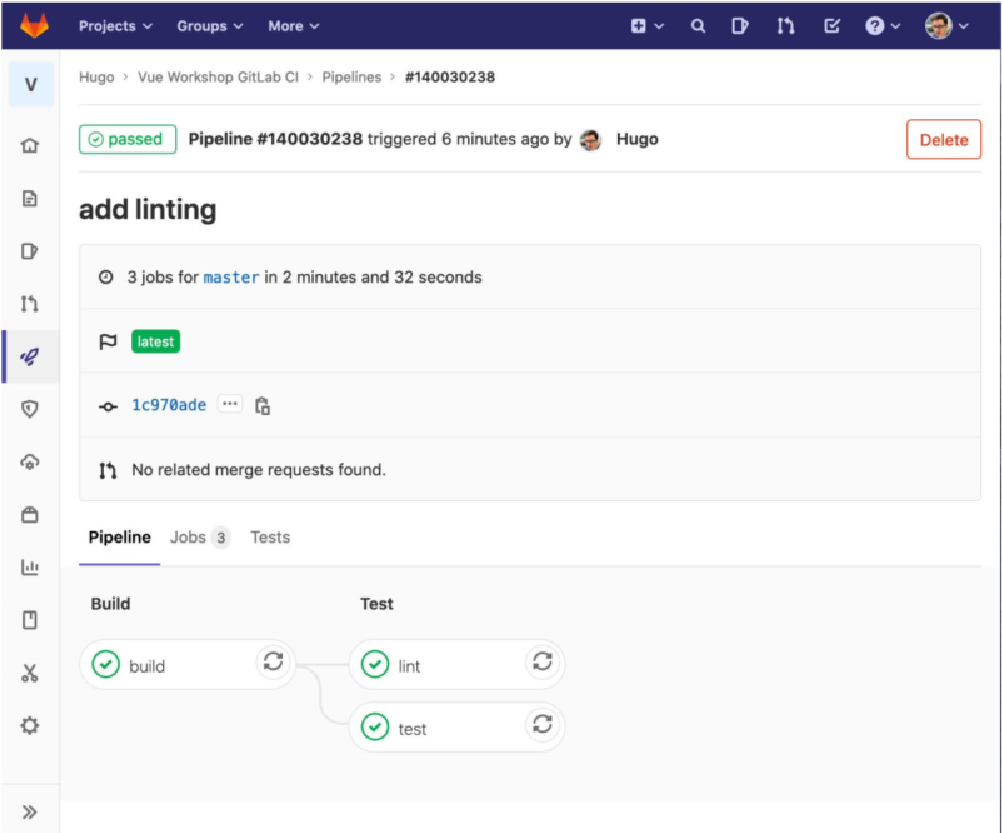 Projects Groups More
V
Hugo > Vue Workshop GitLab CI > Pipelines > #140030238
passed Pipeline #140030238 triggered 6 minutes ago by Hugo Delete
add linting
3 jobs for master in 2 minutes and 32 seconds
latest
1c970ade ...
No related merge requests found.
Pipeline Jobs 3 Tests
Build Test
build lint
test